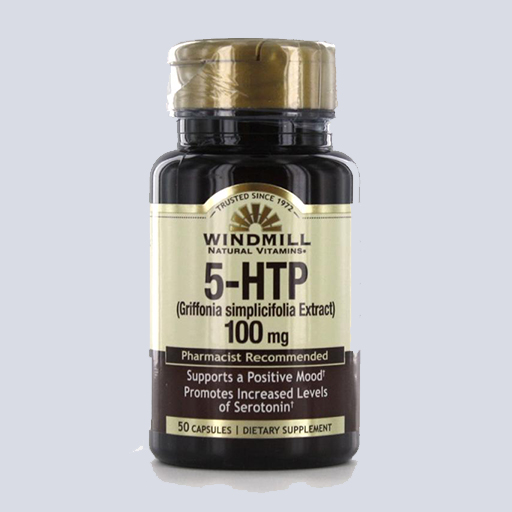 TRUSTED SINCE 1972
WINDMILL
NATURAL VITAMINS®
5-HTP
(Griffonia simplicifolia Extract)
100 mg
Pharmacist Recommended
Supports a Positive Mood†
Promotes Increased Levels
of Serotonin†
50 CAPSULES | DIETARY SUPPLEMENT